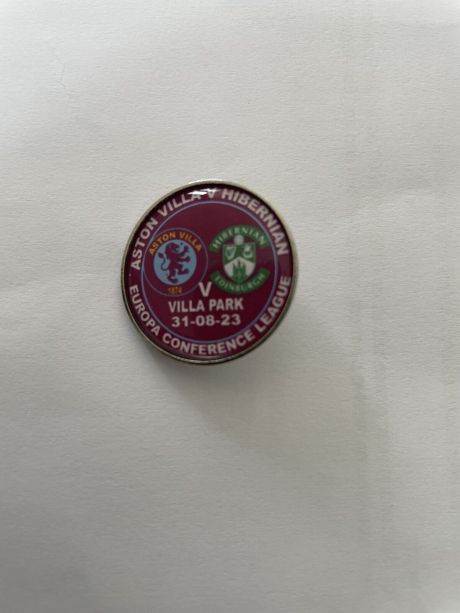 ASTON VILLA V HIBERNIAN
ASTON VILLA
1874
HIBERNIAN
EDINBURGH
V
VILLA PARK
31-08-23
EUROPA CONFERENCE LEAGUE